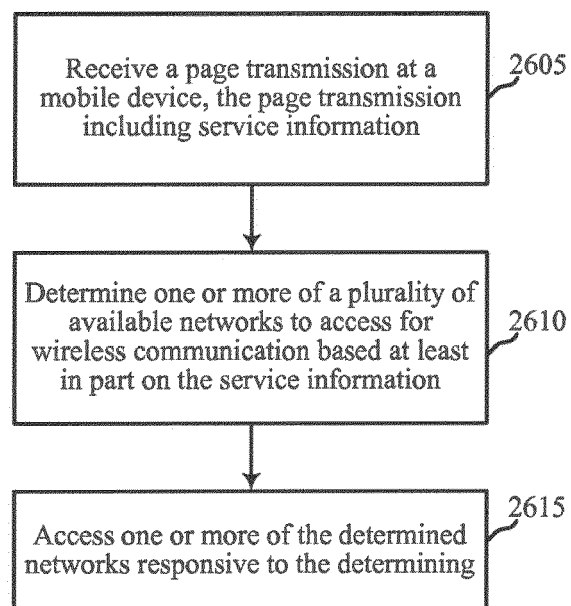 Receive a page transmission at a
mobile device, the page transmission
including service information
2605
Determine one or more of a plurality of
available networks to access for
wireless communication based at least
in part on the service information
2610
Access one or more of the determined
networks responsive to the determining
2615